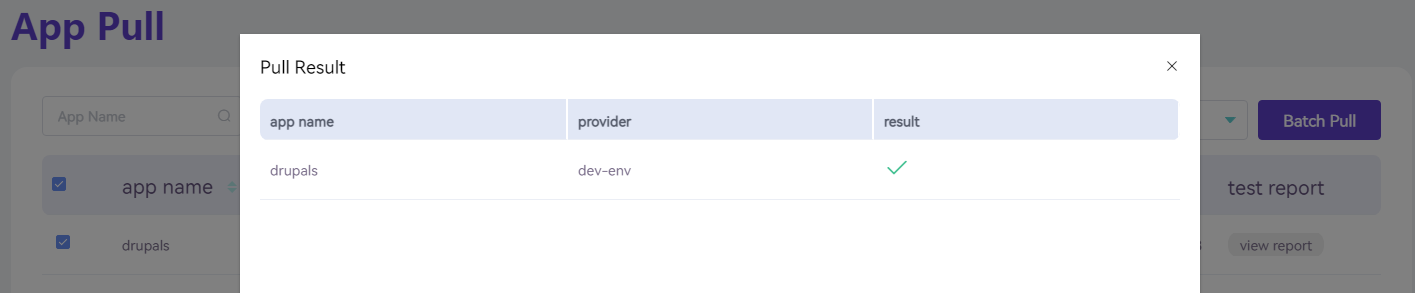 App Pull
Pull Result
App Name
Batch Pull
app name provider result
app name test report
drupals dev-env
drupals view report